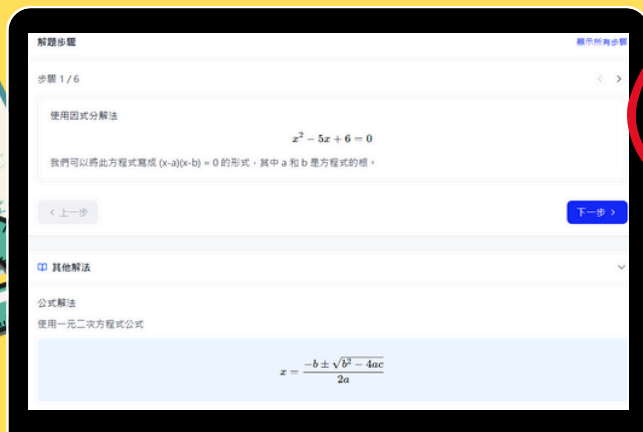 解題步驟
顯示所有步驟
步驟 1 / 6
使用因式分解法
x² − 5x + 6 = 0
我們可以將此方程式寫成 (x-a)(x-b) = 0 的形式，其中 a 和 b 是方程式的根。
上一步
下一步
其他解法
公式解法
使用一元二次方程式公式
x = \frac{-b ± \sqrt{b² − 4ac}}{2a}